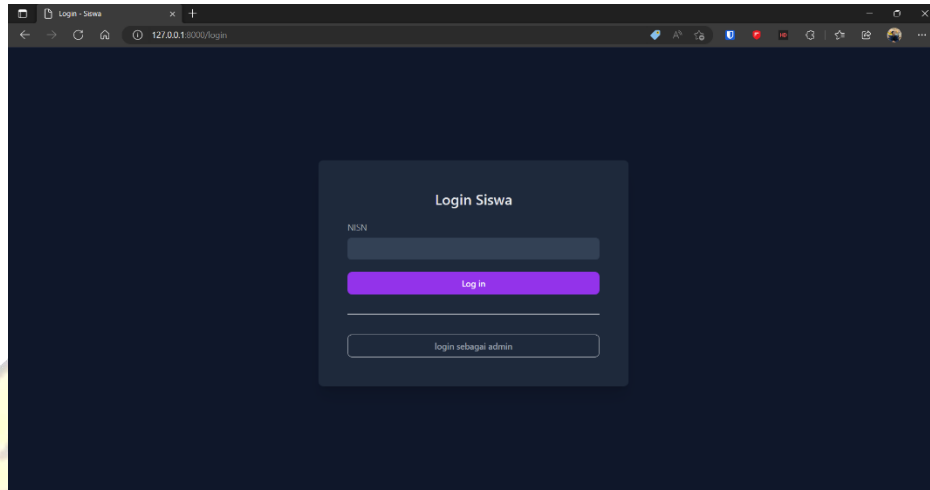 Login - Siswa
127.0.0.1:8000/login
Login Siswa
NISN
Log in
login sebagai admin